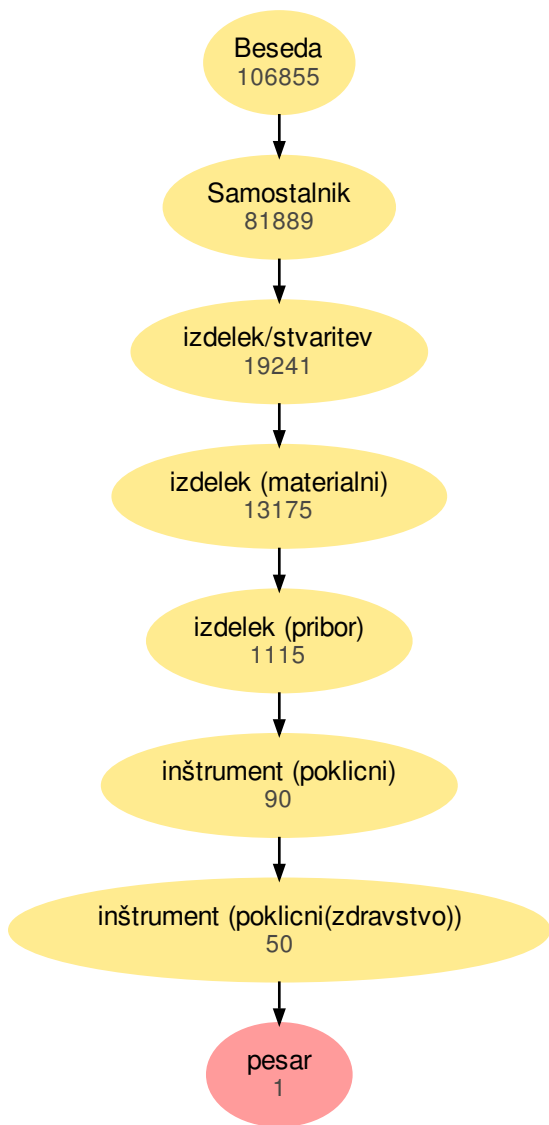 Beseda
106855
Samostalnik
81889
izdelek/stvaritev
19241
izdelek (materialni)
13175
izdelek (pribor)
1115
inštrument (poklicni)
90
inštrument (poklicni(zdravstvo))
50
pesar
1